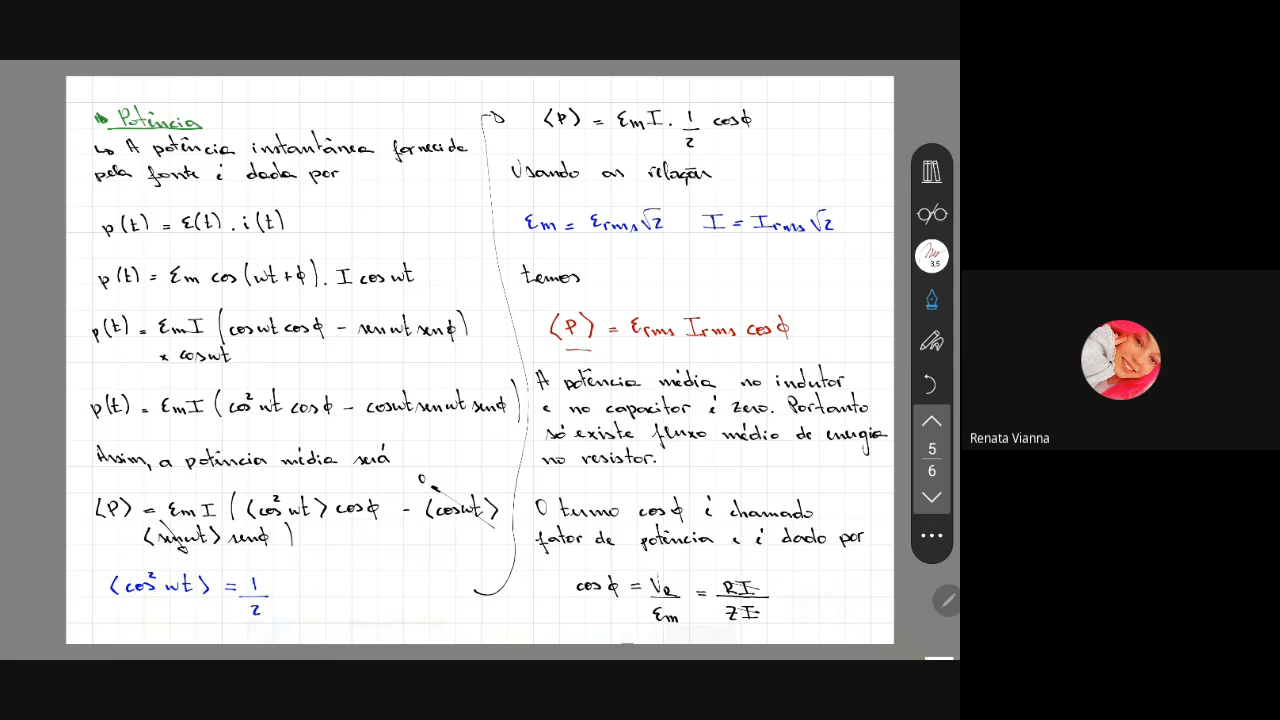 Potência
↳ A potência instantânea fornecida
pela fonte é dada por
p(t) = ε(t) . i(t)
p(t) = εm cos(ωt + ϕ) . I cos ωt
p(t) = εm I (cos ωt cos ϕ - sen ωt sen ϕ)
x cos ωt
p(t) = εm I (cos² ωt cos ϕ - cos ωt sen ωt sen ϕ)
Assim, a potência média será
0
⟨P⟩ = εm I (⟨cos² ωt⟩ cos ϕ - ⟨cos ωt⟩
⟨sen ωt⟩ sen ϕ)
⟨cos² ωt⟩ = 1/2
⟨P⟩ = εm I . 1/2 cos ϕ
Usando as relação
εm = εrms √2 I = Irms √2
temos
⟨P⟩ = εrms Irms cos ϕ
A potência média no indutor
e no capacitor é zero. Portanto
só existe fluxo médio de energia
no resistor.
O termo cos ϕ é chamado
fator de potência e é dado por
cos ϕ = VR/εm = RI/ZI
3,5
5
6
Renata Vianna